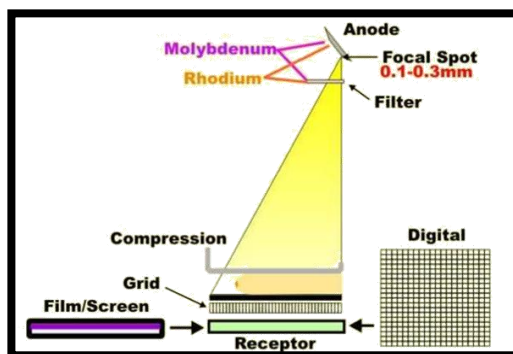 Anode
Molybdenum
Focal Spot
0.1-0.3mm
Rhodium
Filter
Compression
Digital
Grid
Film/Screen
Receptor